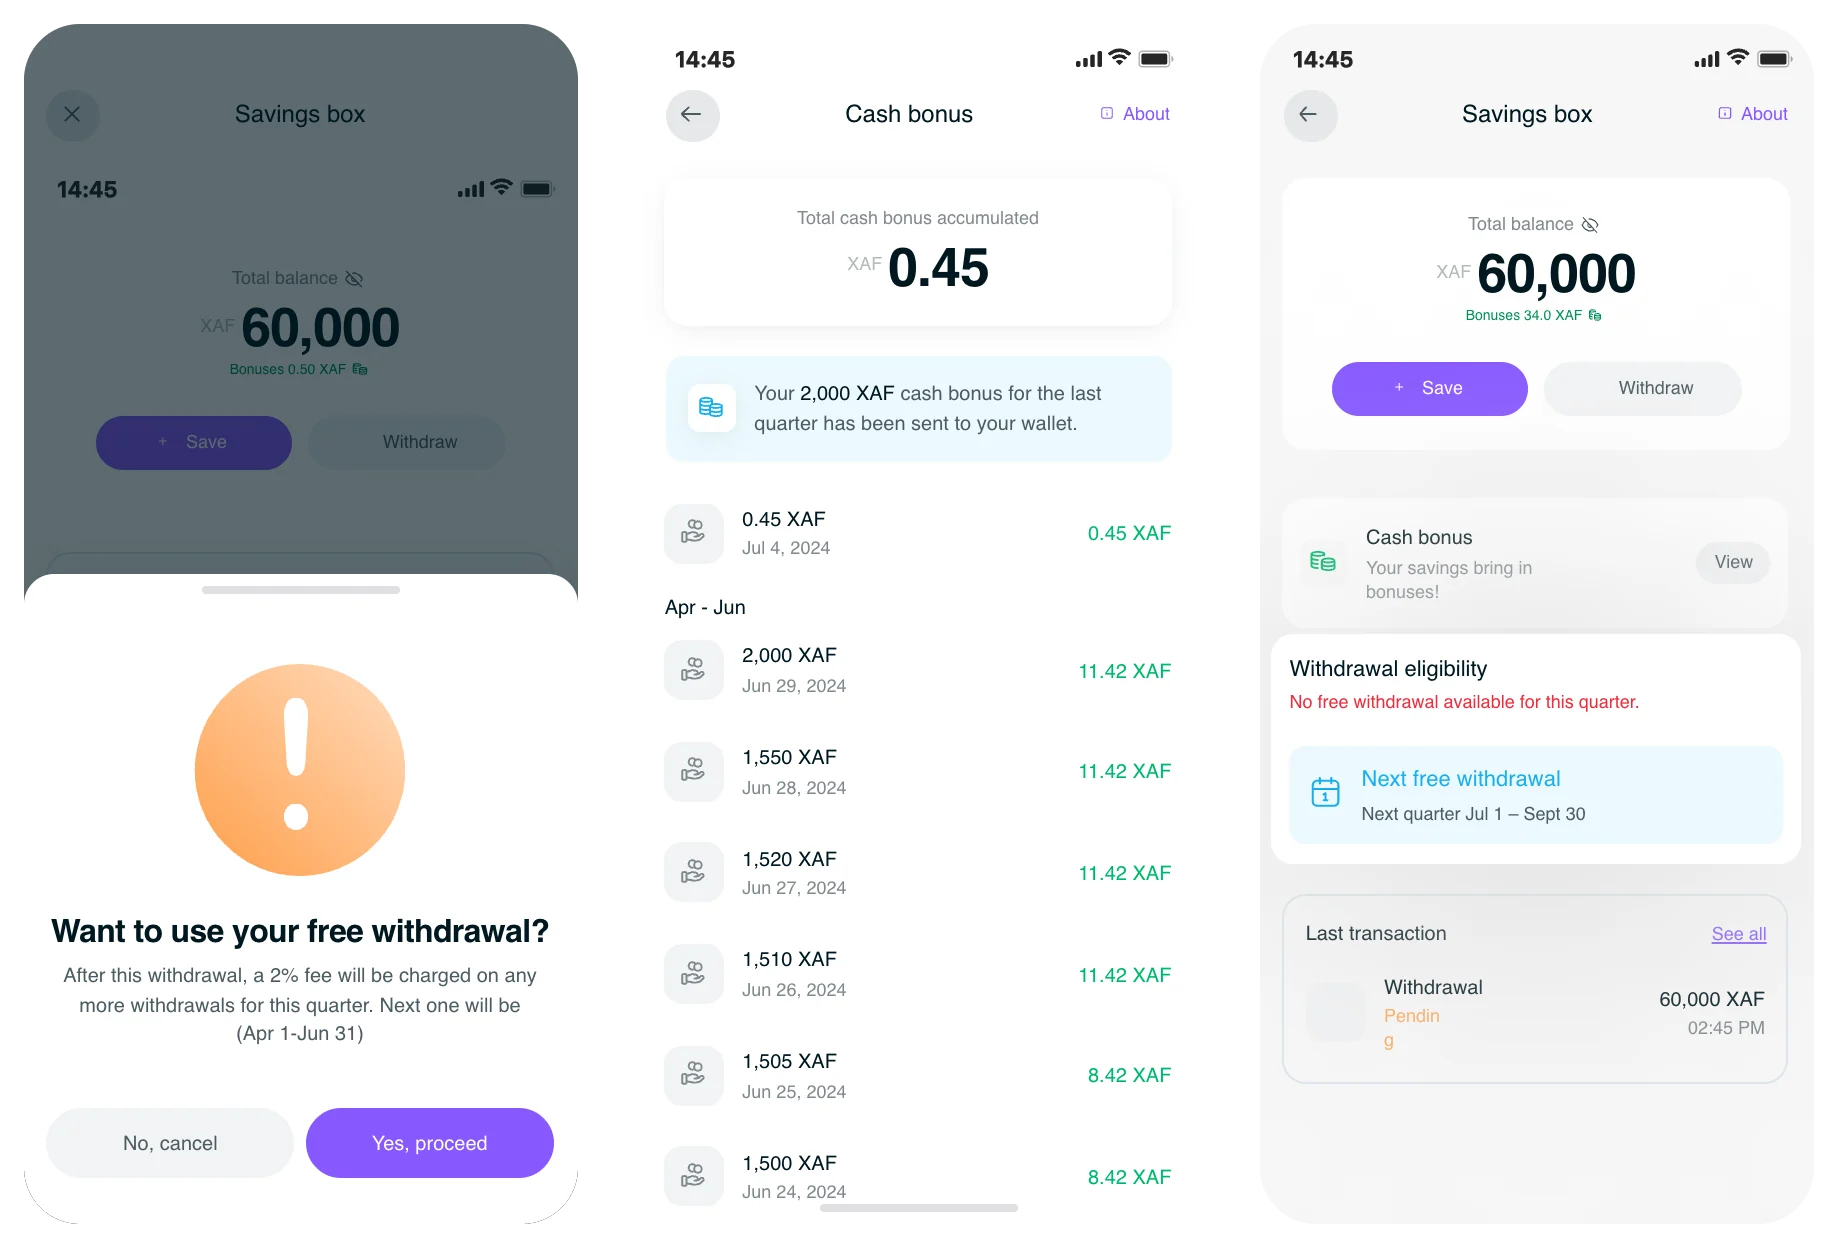 Savings box
14:45
Total balance
XAF 60,000
Bonuses 0.50 XAF
+ Save
Withdraw
Want to use your free withdrawal?
After this withdrawal, a 2% fee will be charged on any
more withdrawals for this quarter. Next one will be
(Apr 1-Jun 31)
No, cancel
Yes, proceed
14:45
Cash bonus
About
Total cash bonus accumulated
XAF 0.45
Your 2,000 XAF cash bonus for the last
quarter has been sent to your wallet.
0.45 XAF
Jul 4, 2024
0.45 XAF
Apr - Jun
2,000 XAF
Jun 29, 2024
11.42 XAF
1,550 XAF
Jun 28, 2024
11.42 XAF
1,520 XAF
Jun 27, 2024
11.42 XAF
1,510 XAF
Jun 26, 2024
11.42 XAF
1,505 XAF
Jun 25, 2024
8.42 XAF
1,500 XAF
Jun 24, 2024
8.42 XAF
14:45
Savings box
About
Total balance
XAF 60,000
Bonuses 34.0 XAF
+ Save
Withdraw
Cash bonus
Your savings bring in
bonuses!
View
Withdrawal eligibility
No free withdrawal available for this quarter.
1
Next free withdrawal
Next quarter Jul 1 – Sept 30
Last transaction
See all
Withdrawal
Pendin
g
60,000 XAF
02:45 PM